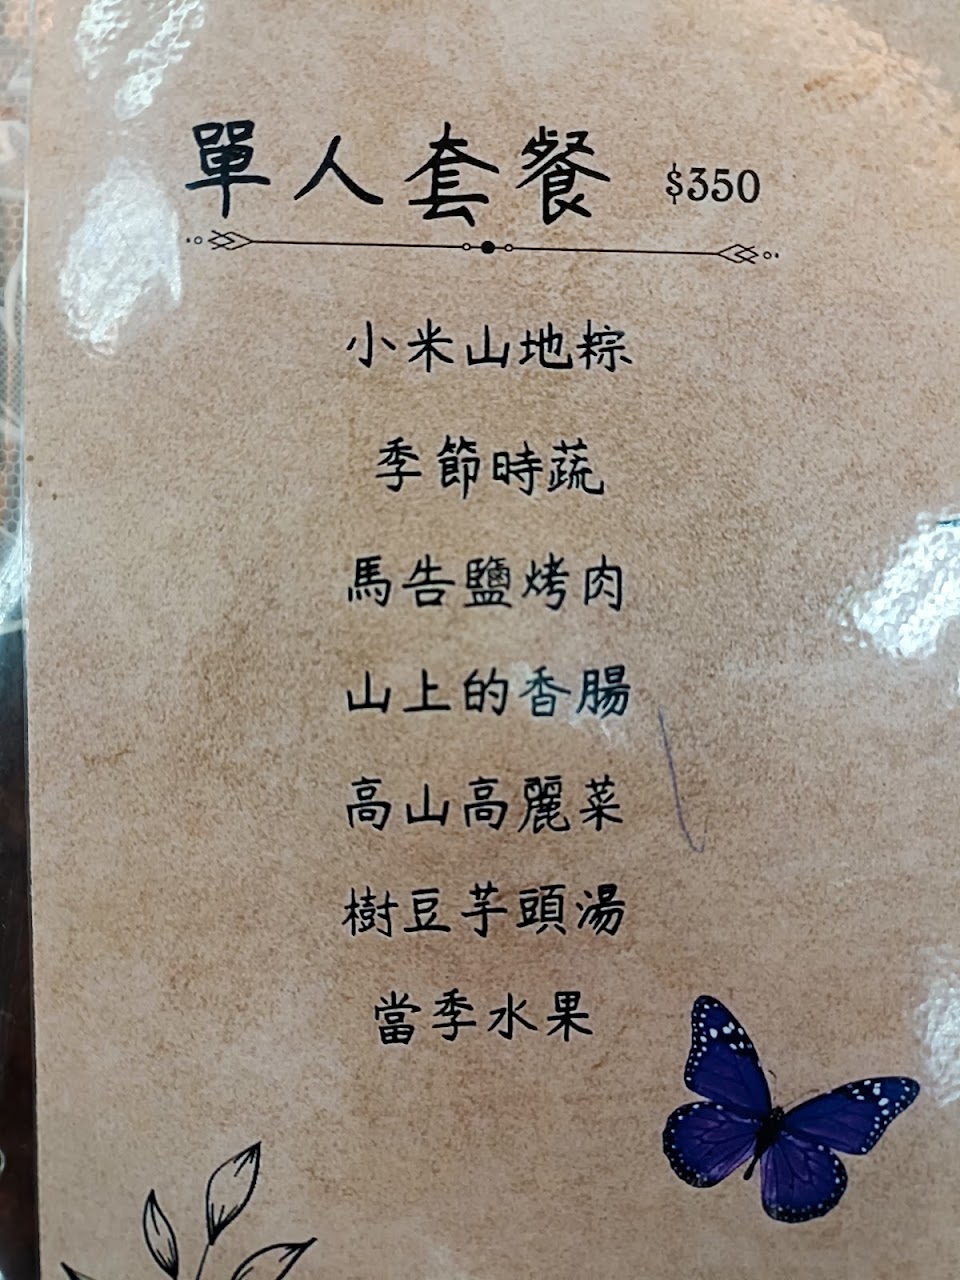 單人套餐 $350
小米山地粽
季節時蔬
馬告鹽烤肉
山上的香腸
高山高麗菜
樹豆芋頭湯
當季水果